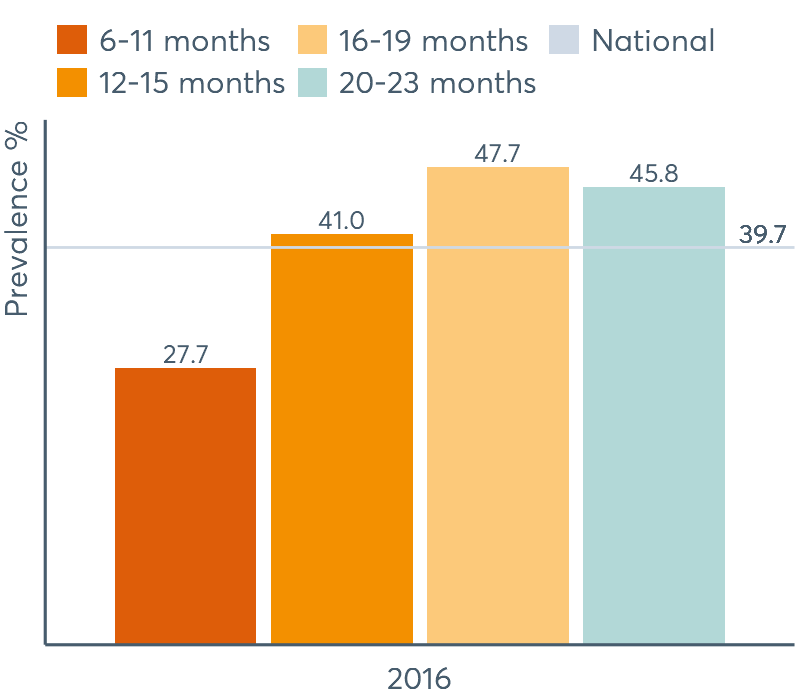 6-11 months 16-19 months National
12-15 months 20-23 months
Prevalence %
47.7
45.8
41.0
39.7
27.7
2016